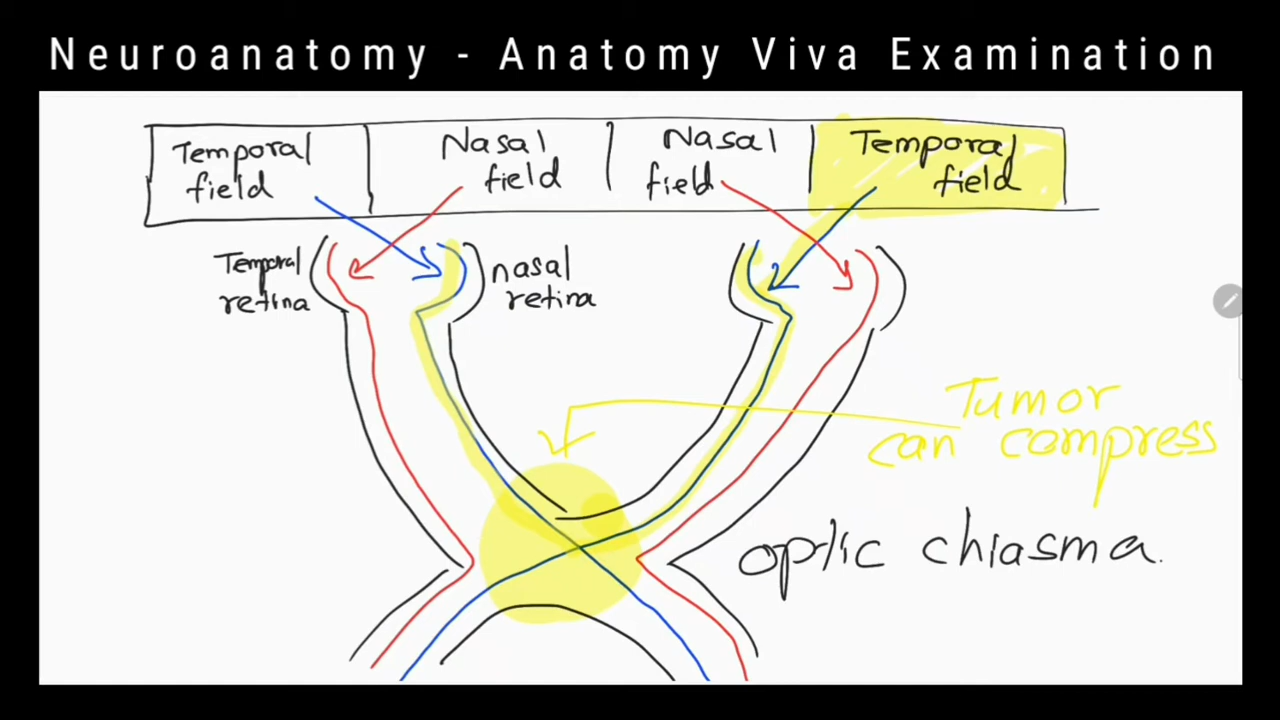 Neuroanatomy - Anatomy Viva Examination
Temporal
field
Nasal
field
Nasal
field
Temporal
field
Temporal
retina
nasal
retina
Tumor
can compress
optic chiasma.